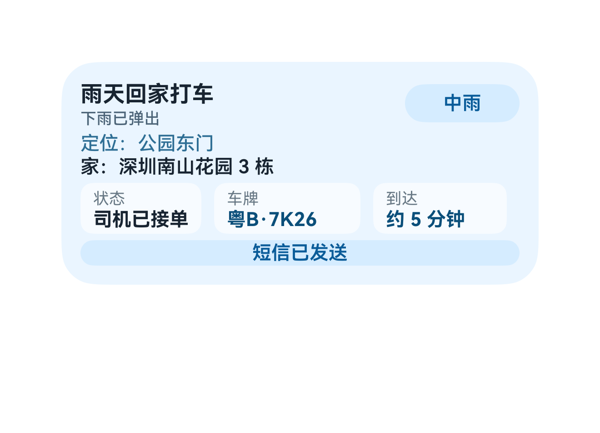 雨天回家打车
中雨
下雨已弹出
定位：公园东门
家：深圳南山花园 3 栋
状态
司机已接单
车牌
粤B·7K26
到达
约 5 分钟
短信已发送